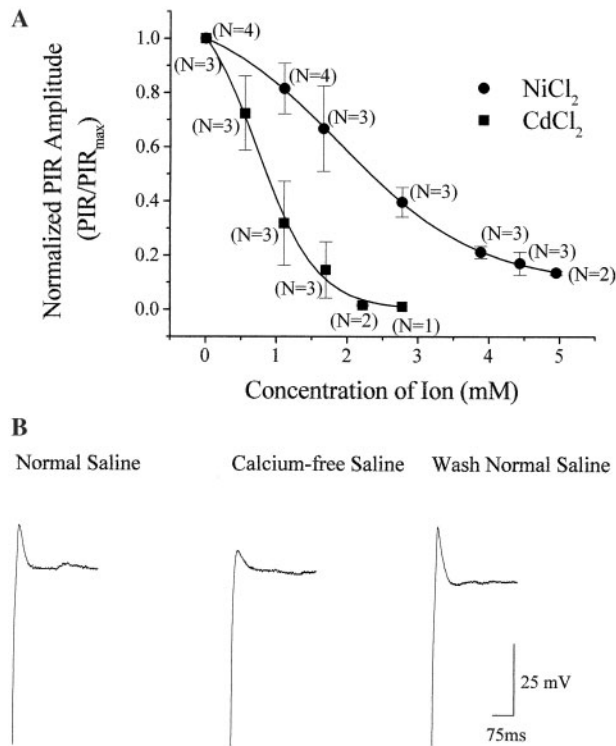 A
Normalized PIR Amplitude
(PIR/PIRmax)
1.0
0.8
0.6
0.4
0.2
0.0
(N=4)
(N=3)
(N=4)
(N=3)
(N=3)
(N=3)
(N=3)
(N=3)
(N=3)
(N=3)
(N=2)
(N=2)
(N=1)
NiCl2
CdCl2
0
1
2
3
4
5
Concentration of Ion (mM)
B
Normal Saline
Calcium-free Saline
Wash Normal Saline
25 mV
75ms